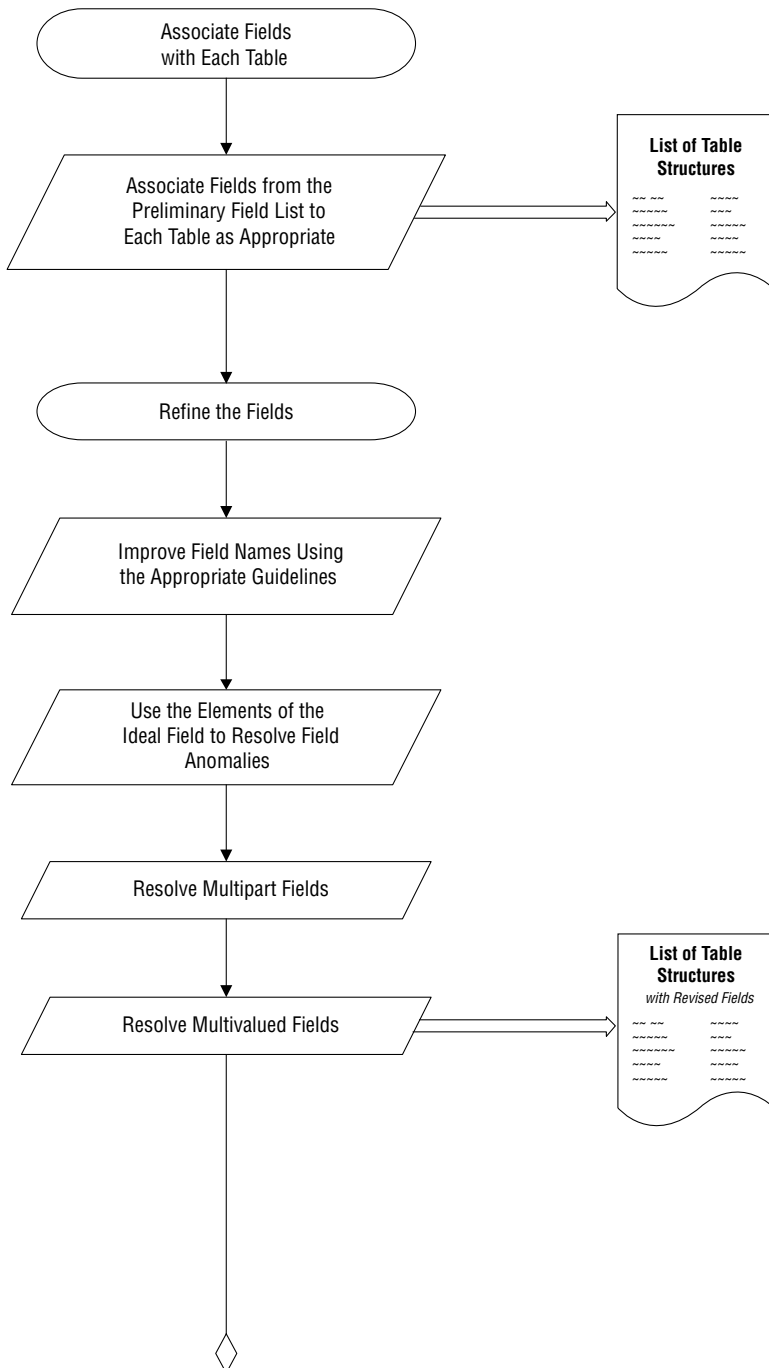 Associate Fields
with Each Table
Associate Fields from the
Preliminary Field List to
Each Table as Appropriate
List of Table
Structures
~~ ~~ ~~~~
~~~~~ ~~~
~~~~~~ ~~~~~
~~~~ ~~~~
~~~~~ ~~~~~
Refine the Fields
Improve Field Names Using
the Appropriate Guidelines
Use the Elements of the
Ideal Field to Resolve Field
Anomalies
Resolve Multipart Fields
Resolve Multivalued Fields
List of Table
Structures
with Revised Fields
~~ ~~ ~~~~
~~~~~ ~~~
~~~~~~ ~~~~~
~~~~ ~~~~
~~~~~ ~~~~~